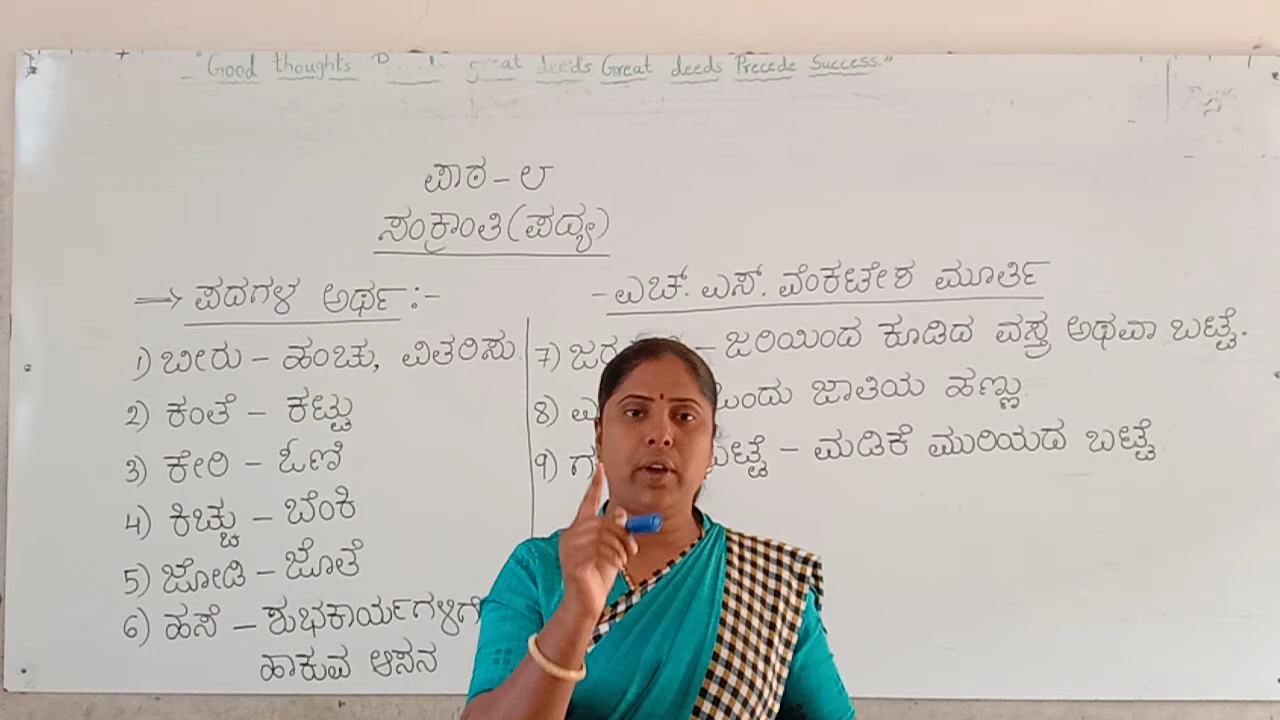 "Good thoughts great deeds Great deeds Precede Success."
ಪಾಠ – ೮
ಸಂಕ್ರಾಂತಿ (ಪದ್ಯ)
– ಎಚ್. ಎಸ್. ವೆಂಕಟೇಶ ಮೂರ್ತಿ
→ ಪದಗಳ ಅರ್ಥ :-
1) ಬೀರು – ಹಂಚು, ವಿತರಿಸು
2) ಕಂತೆ – ಕಟ್ಟು
3) ಕೇರಿ – ಓಣಿ
4) ಕಿಚ್ಚು – ಬೆಂಕಿ
5) ಜೋಡಿ – ಜೊತೆ
6) ಹಸೆ – ಶುಭಕಾರ್ಯಗಳಿಗೆ
ಹಾಕುವ ಆಸನ
7) – ಜರಿಯಿಂದ ಕೂಡಿದ ವಸ್ತ್ರ ಅಥವಾ ಬಟ್ಟೆ.
8) ಒಂದು ಜಾತಿಯ ಹಣ್ಣು
9) ಬಟ್ಟೆ – ಮಡಿಕೆ ಮುರಿಯದ ಬಟ್ಟೆ